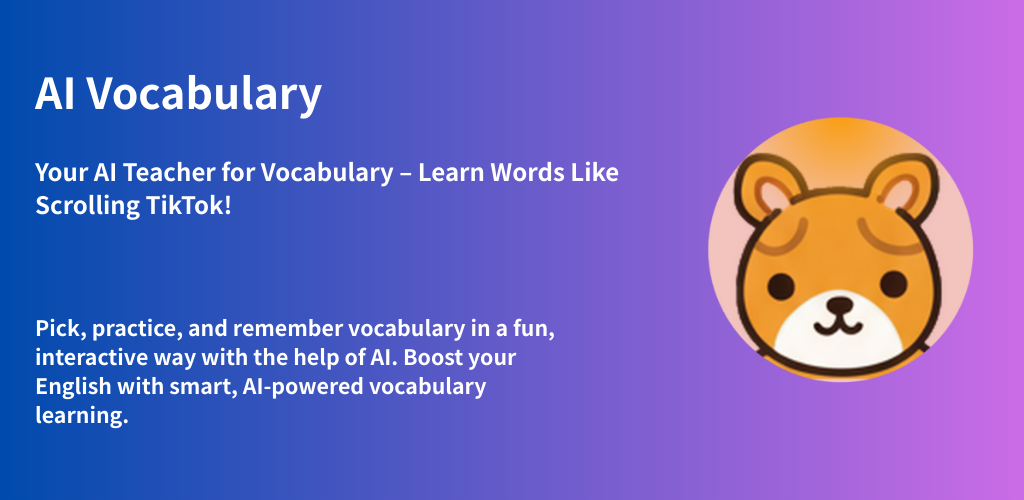 AI Vocabulary
Your AI Teacher for Vocabulary – Learn Words Like
Scrolling TikTok!
Pick, practice, and remember vocabulary in a fun,
interactive way with the help of AI. Boost your
English with smart, AI-powered vocabulary
learning.